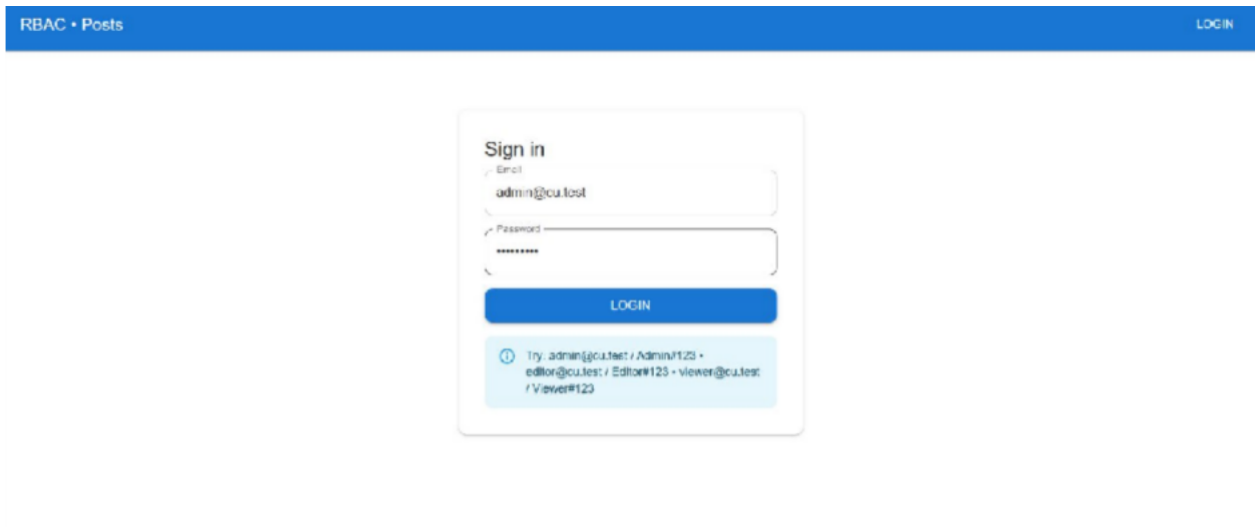 RBAC • Posts
LOGIN
Sign in
Email
admin@cu.test
Password
•••••••••
LOGIN
Try: admin@cu.test / Admin#123 •
editor@cu.test / Editor#123 • viewer@cu.test
/ Viewer#123